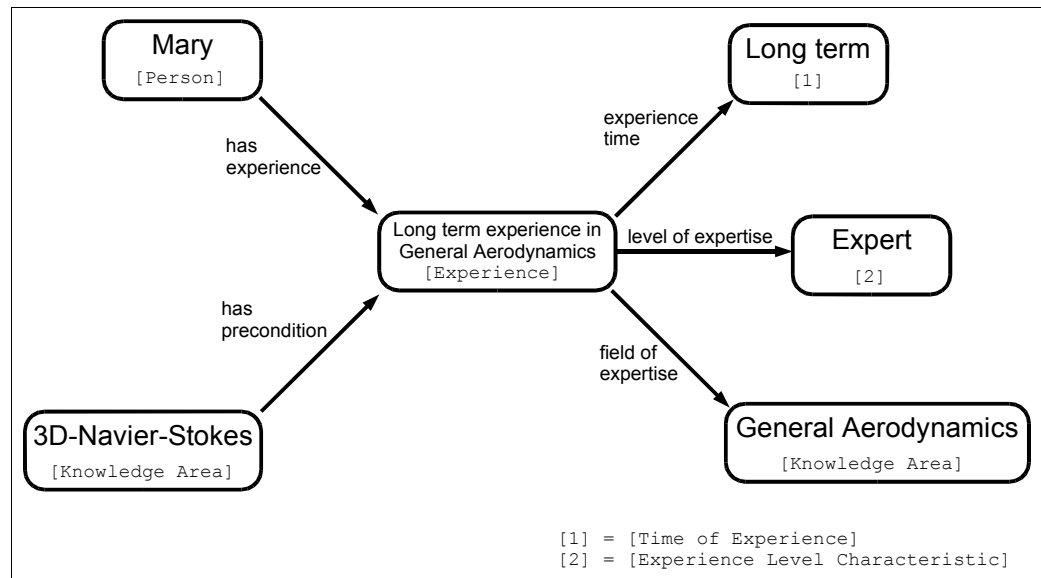 Mary
[Person]
Long term
[1]
experience
time
has
experience
Long term experience in
General Aerodynamics
[Experience]
level of expertise
Expert
[2]
has
precondition
field of
expertise
3D-Navier-Stokes
[Knowledge Area]
General Aerodynamics
[Knowledge Area]
[1] = [Time of Experience]
[2] = [Experience Level Characteristic]